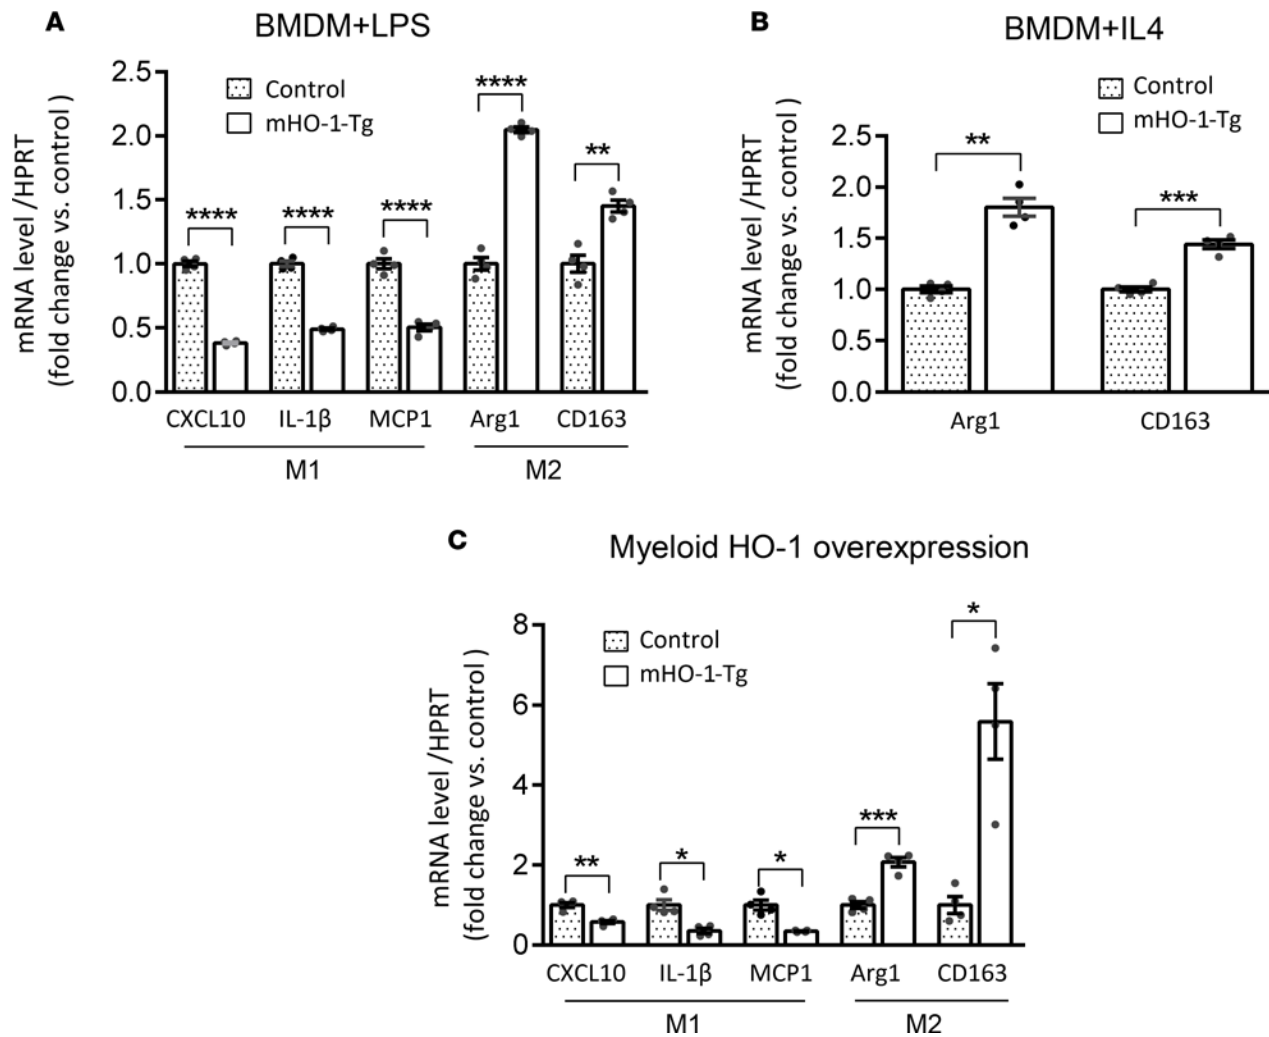 A
BMDM+LPS
mRNA level /HPRT
(fold change vs. control )
2.5
2.0
1.5
1.0
0.5
0.0
Control
mHO-1-Tg
****
****
****
****
**
CXCL10 IL-1β MCP1 Arg1 CD163
M1 M2
B
BMDM+IL4
mRNA level /HPRT
(fold change vs. control )
2.5
2.0
1.5
1.0
0.5
0.0
Control
mHO-1-Tg
**
***
Arg1 CD163
C
Myeloid HO-1 overexpression
mRNA level /HPRT
(fold change vs. control )
8
6
4
2
0
Control
mHO-1-Tg
**
*
*
***
*
CXCL10 IL-1β MCP1 Arg1 CD163
M1 M2